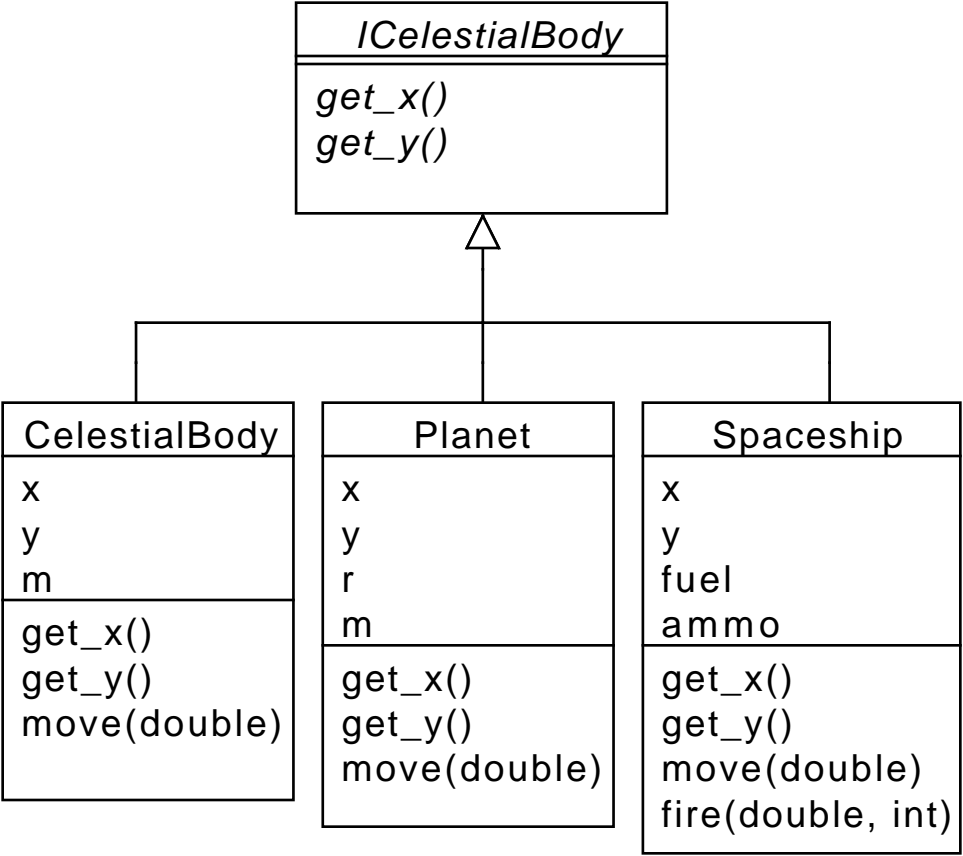 ICelestialBody
get_x()
get_y()
CelestialBody
x
y
m
get_x()
get_y()
move(double)
Planet
x
y
r
m
get_x()
get_y()
move(double)
Spaceship
x
y
fuel
ammo
get_x()
get_y()
move(double)
fire(double, int)